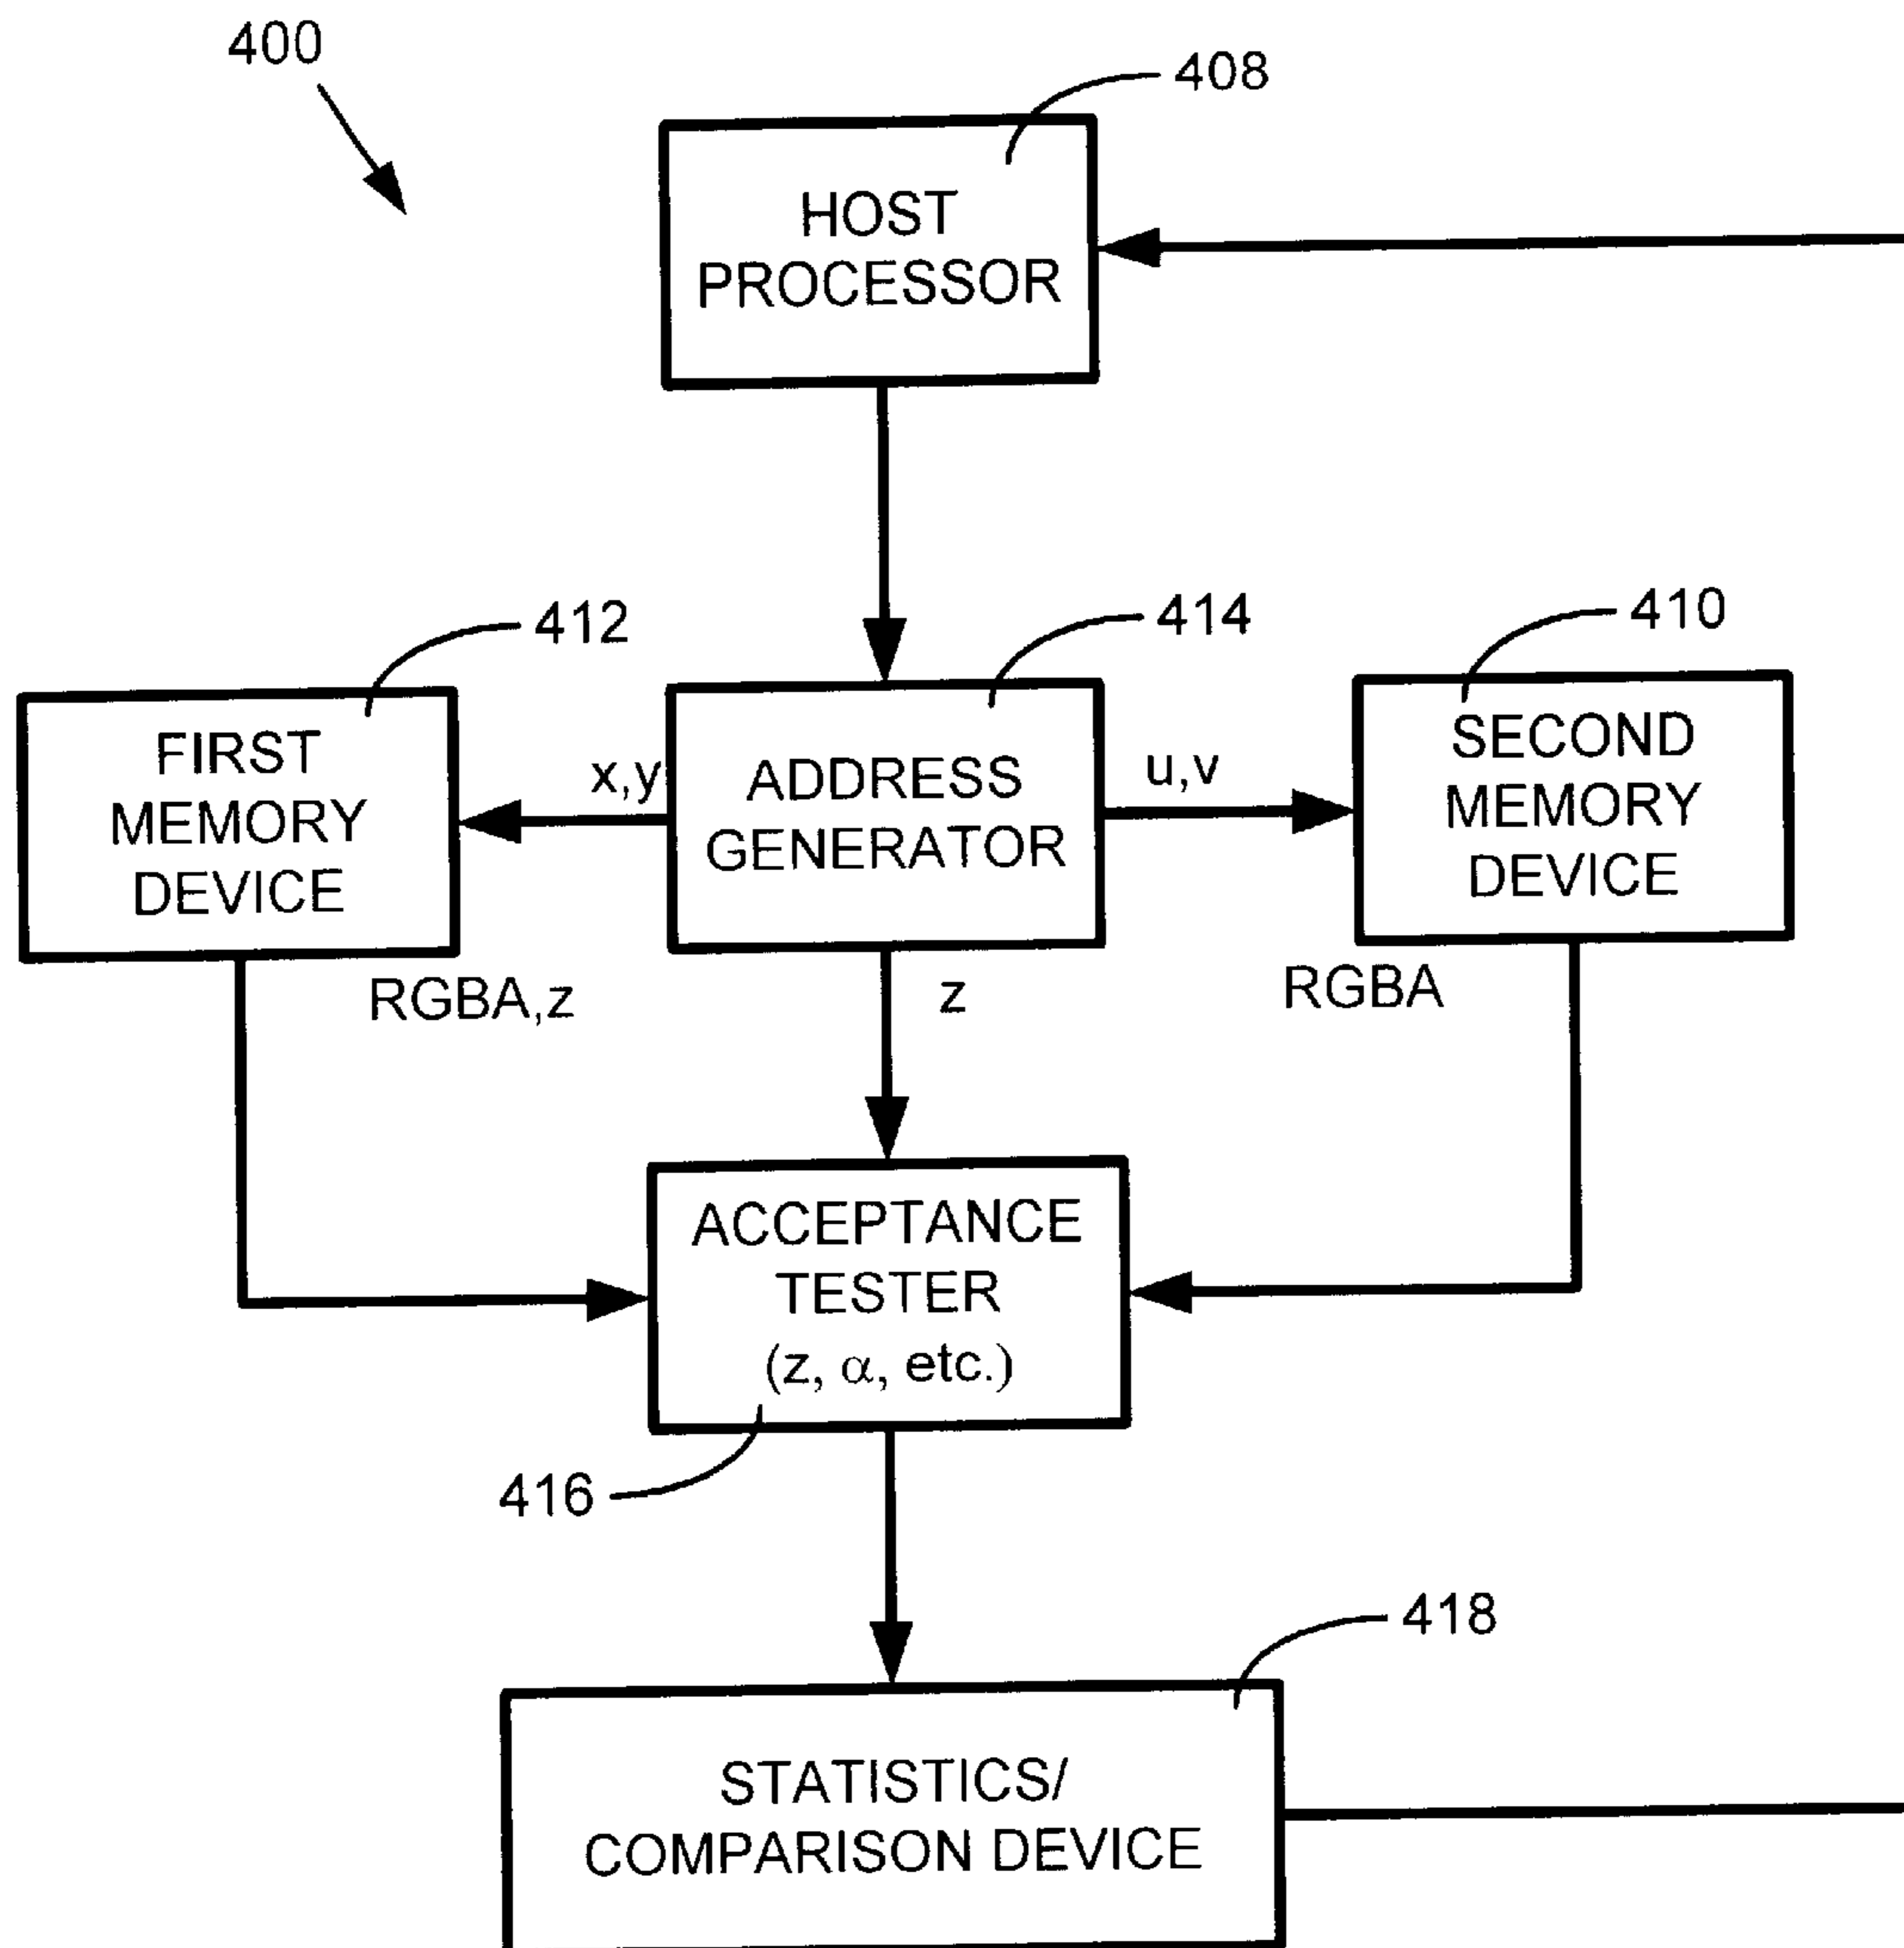 400
408
HOST
PROCESSOR
412
414
410
FIRST
MEMORY
DEVICE
x,y
ADDRESS
GENERATOR
u,v
SECOND
MEMORY
DEVICE
RGBA,z
z
RGBA
ACCEPTANCE
TESTER
(z, α, etc.)
416
418
STATISTICS/
COMPARISON DEVICE